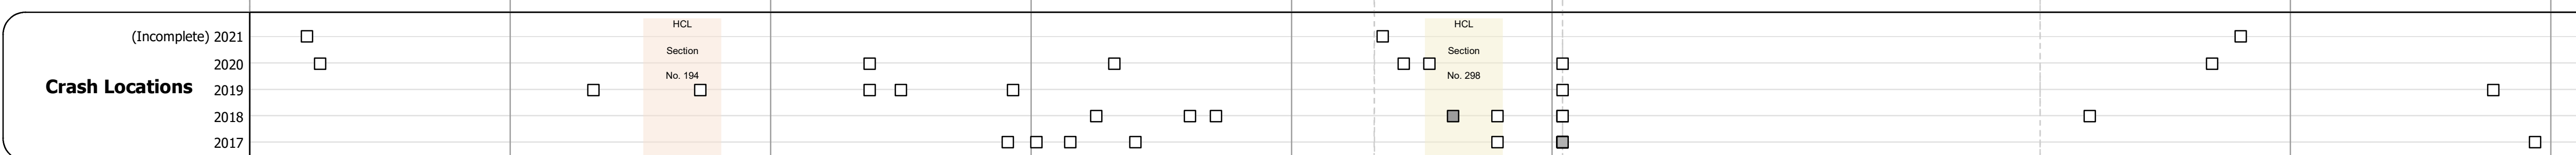 HCL
HCL
(Incomplete) 2021
Section
Section
2020
No. 194
No. 298
Crash Locations
2019
2018
2017